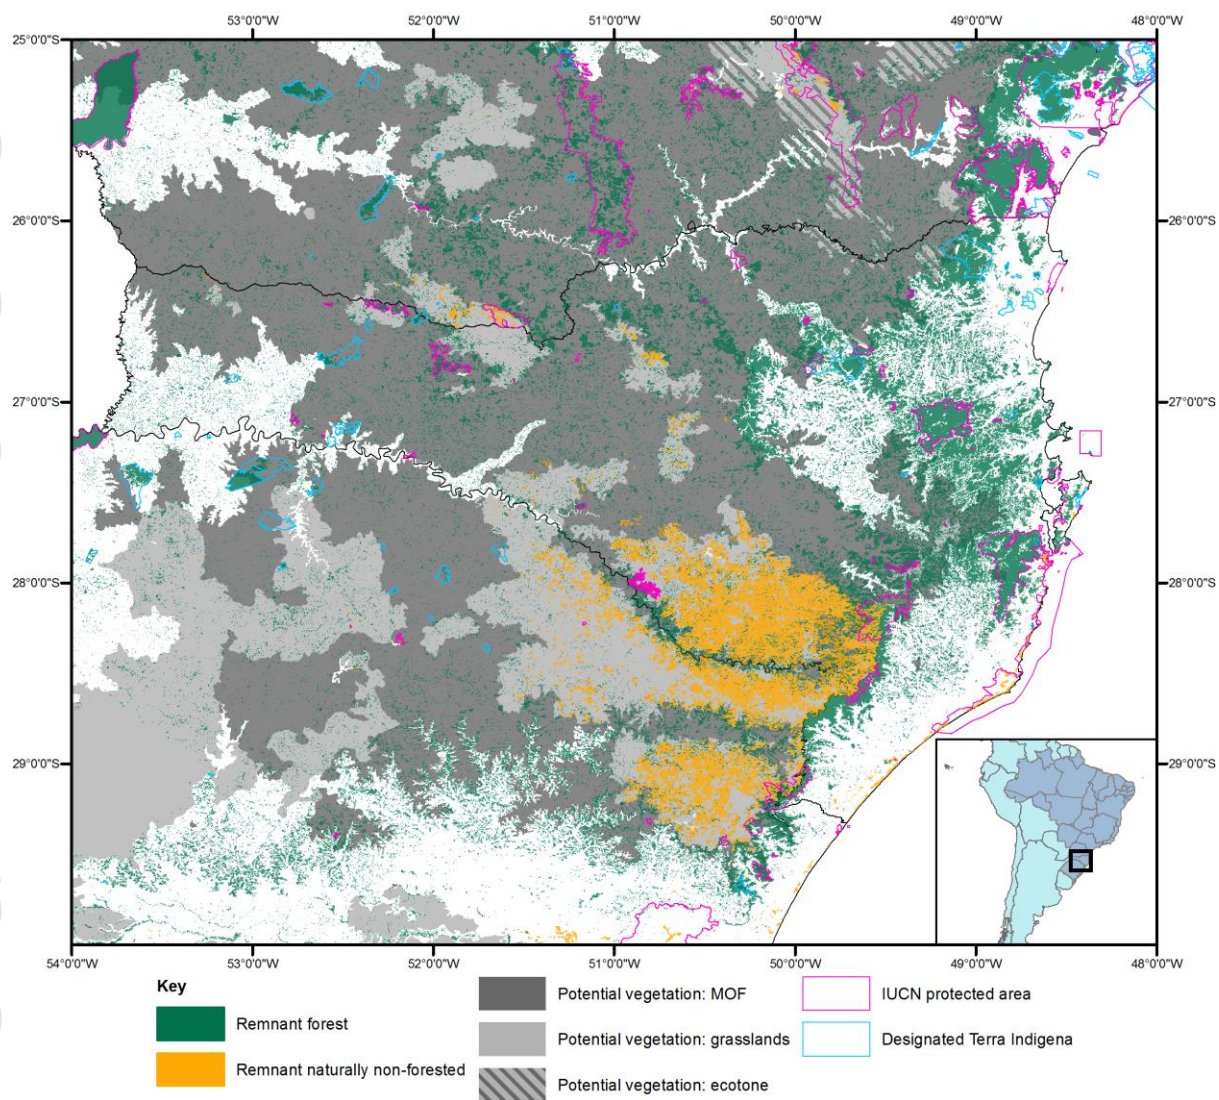 53°0'0"W 52°0'0"W 51°0'0"W 50°0'0"W 49°0'0"W 48°0'0"W
25°0'0"S
25°0'0"S
26°0'0"S 26°0'0"S
27°0'0"S 27°0'0"S
28°0'0"S 28°0'0"S
29°0'0"S 29°0'0"S
54°0'0"W 53°0'0"W 52°0'0"W 51°0'0"W 50°0'0"W 49°0'0"W 48°0'0"W
Key
Remnant forest
Remnant naturally non-forested
Potential vegetation: MOF
Potential vegetation: grasslands
Potential vegetation: ecotone
IUCN protected area
Designated Terra Indigena